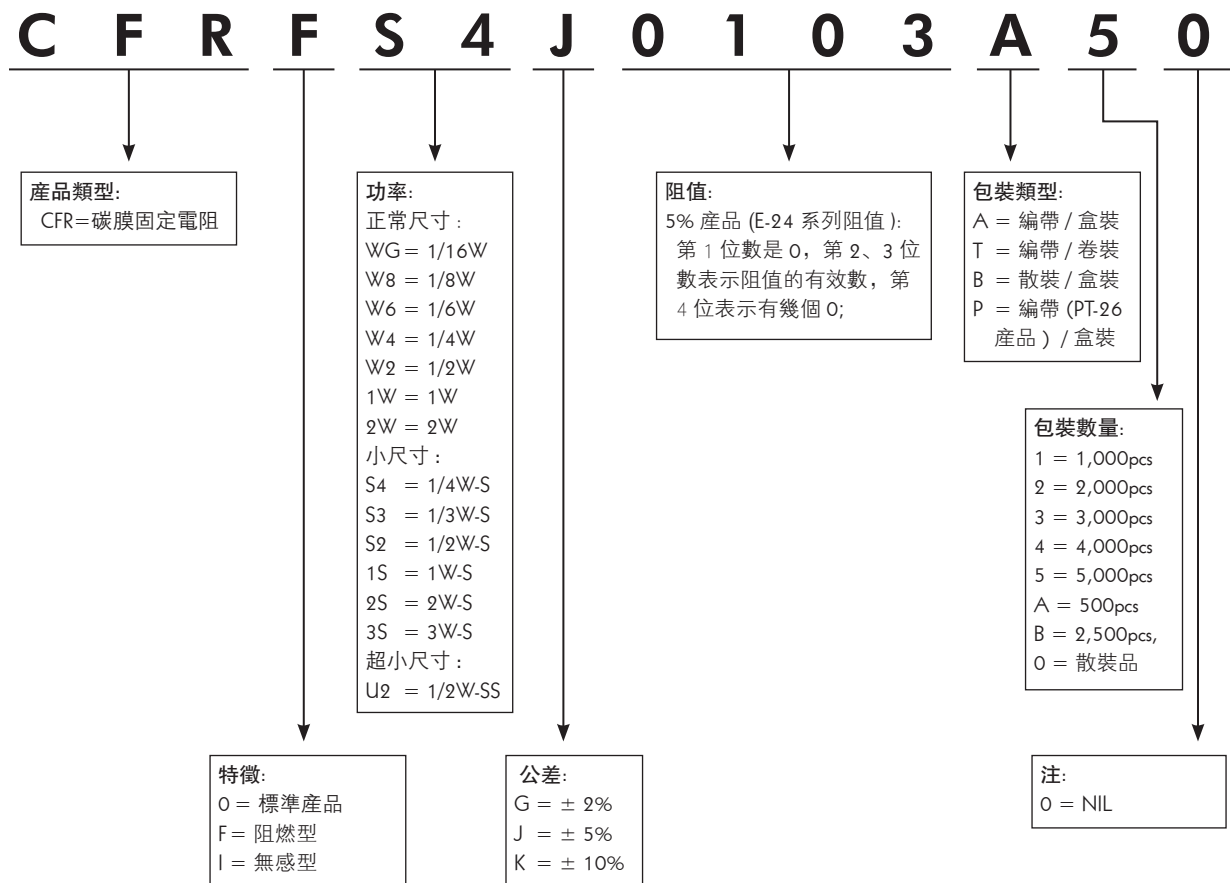 C F R F S 4 J 0 1 0 3 A 5 0
產品類型:
CFR=碳膜固定電阻
功率:
正常尺寸 :
WG = 1/16W
W8 = 1/8W
W6 = 1/6W
W4 = 1/4W
W2 = 1/2W
1W = 1W
2W = 2W
小尺寸 :
S4 = 1/4W-S
S3 = 1/3W-S
S2 = 1/2W-S
1S = 1W-S
2S = 2W-S
3S = 3W-S
超小尺寸 :
U2 = 1/2W-SS
阻值:
5% 產品 (E-24 系列阻值 ):
第 1 位數是 0，第 2、3 位
數表示阻值的有效數，第
4 位表示有幾個 0;
包裝類型:
A = 編帶 / 盒裝
T = 編帶 / 卷裝
B = 散裝 / 盒裝
P = 編帶 (PT-26
產品 ) / 盒裝
包裝數量:
1 = 1,000pcs
2 = 2,000pcs
3 = 3,000pcs
4 = 4,000pcs
5 = 5,000pcs
A = 500pcs
B = 2,500pcs,
0 = 散裝品
特徵:
0 = 標準產品
F = 阻燃型
I = 無感型
公差:
G = ± 2%
J = ± 5%
K = ± 10%
注:
0 = NIL